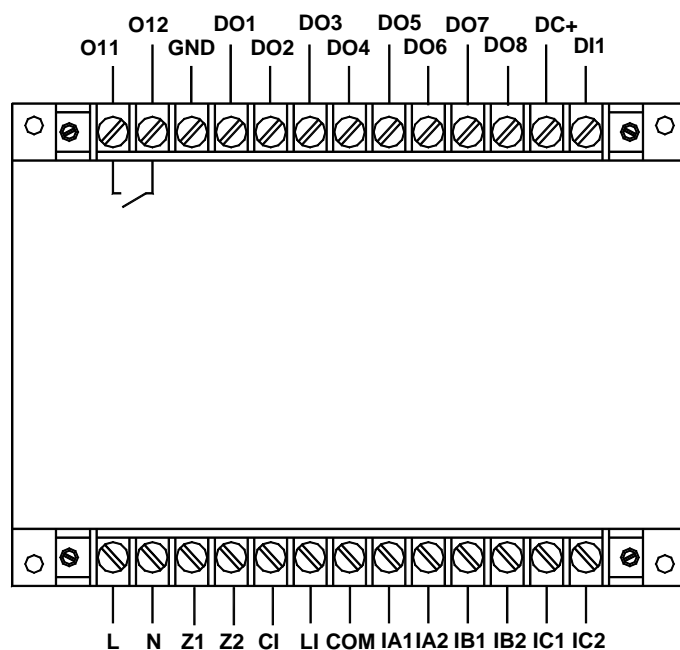 O12 DO1 DO3 DO5 DO7 DC+
O11 GND DO2 DO4 DO6 DO8 DI1
L N Z1 Z2 CI LI COM IA1 IA2 IB1 IB2 IC1 IC2